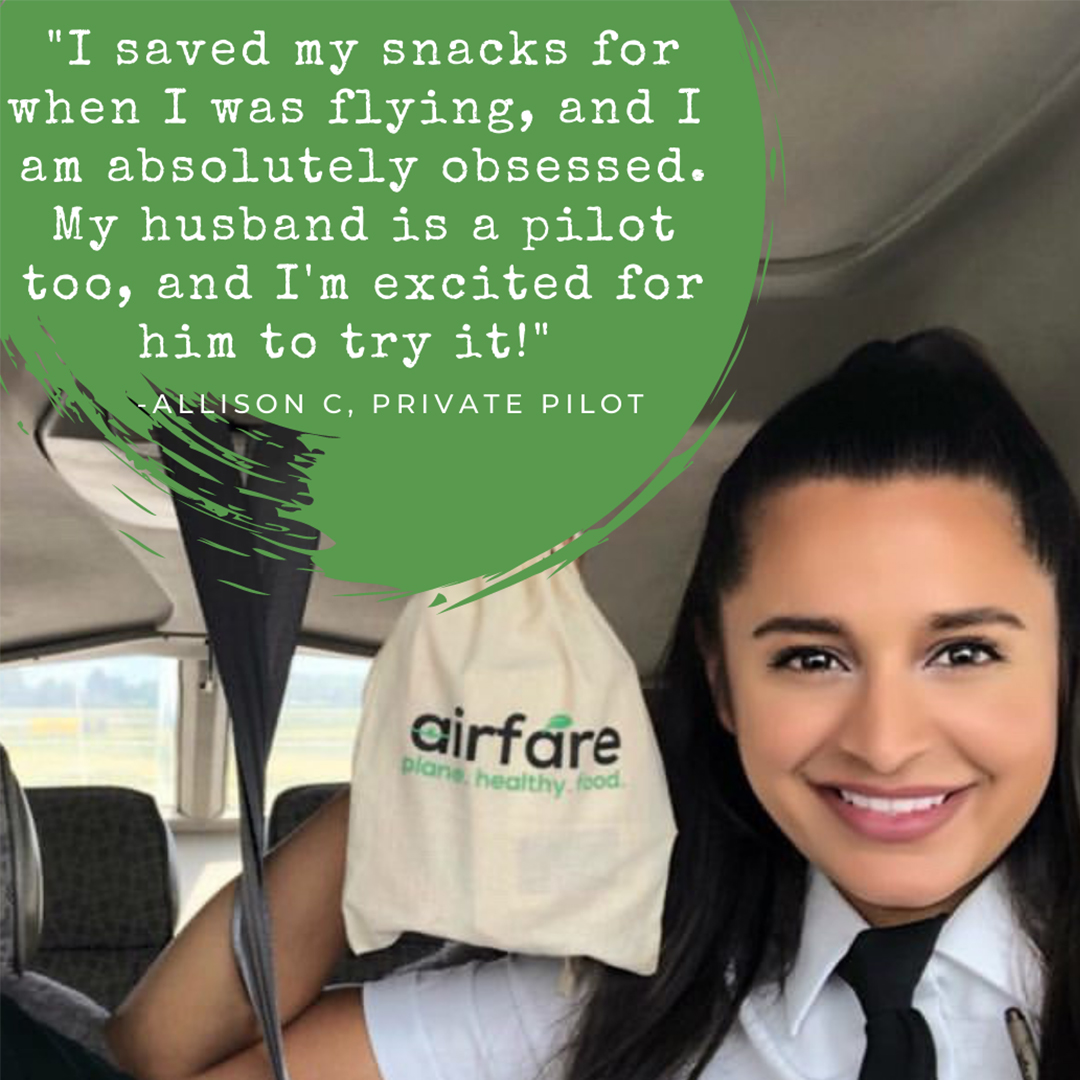 "I saved my snacks for
when I was flying, and I
am absolutely obsessed.
My husband is a pilot
too, and I'm excited for
him to try it!"
-ALLISON C, PRIVATE PILOT
airfare
plane. healthy. food.